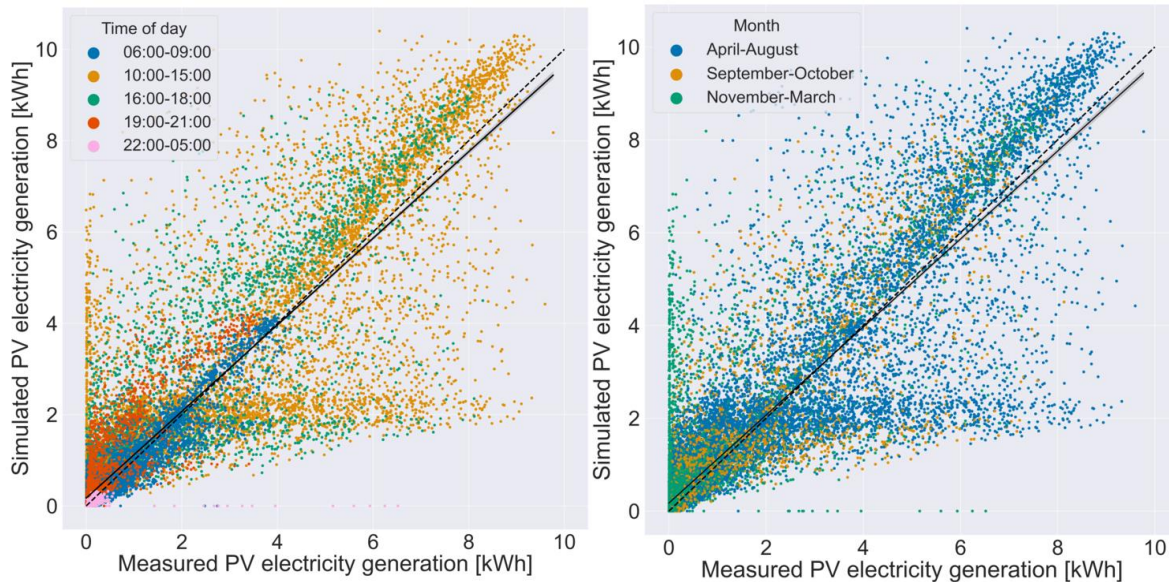 Time of day
06:00-09:00
10:00-15:00
16:00-18:00
19:00-21:00
22:00-05:00
Simulated PV electricity generation [kWh]
10
8
6
4
2
0
0 2 4 6 8 10
Measured PV electricity generation [kWh]
Month
April-August
September-October
November-March
Simulated PV electricity generation [kWh]
10
8
6
4
2
0
0 2 4 6 8 10
Measured PV electricity generation [kWh]